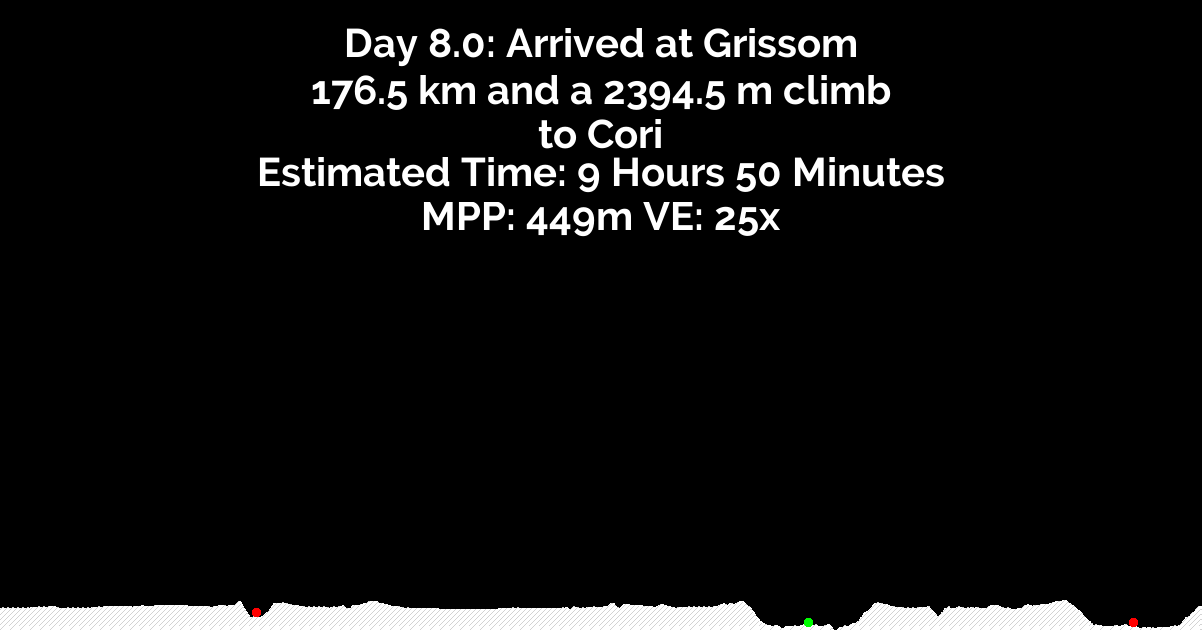 Day 8.0: Arrived at Grissom
176.5 km and a 2394.5 m climb
to Cori
Estimated Time: 9 Hours 50 Minutes
MPP: 449m VE: 25x